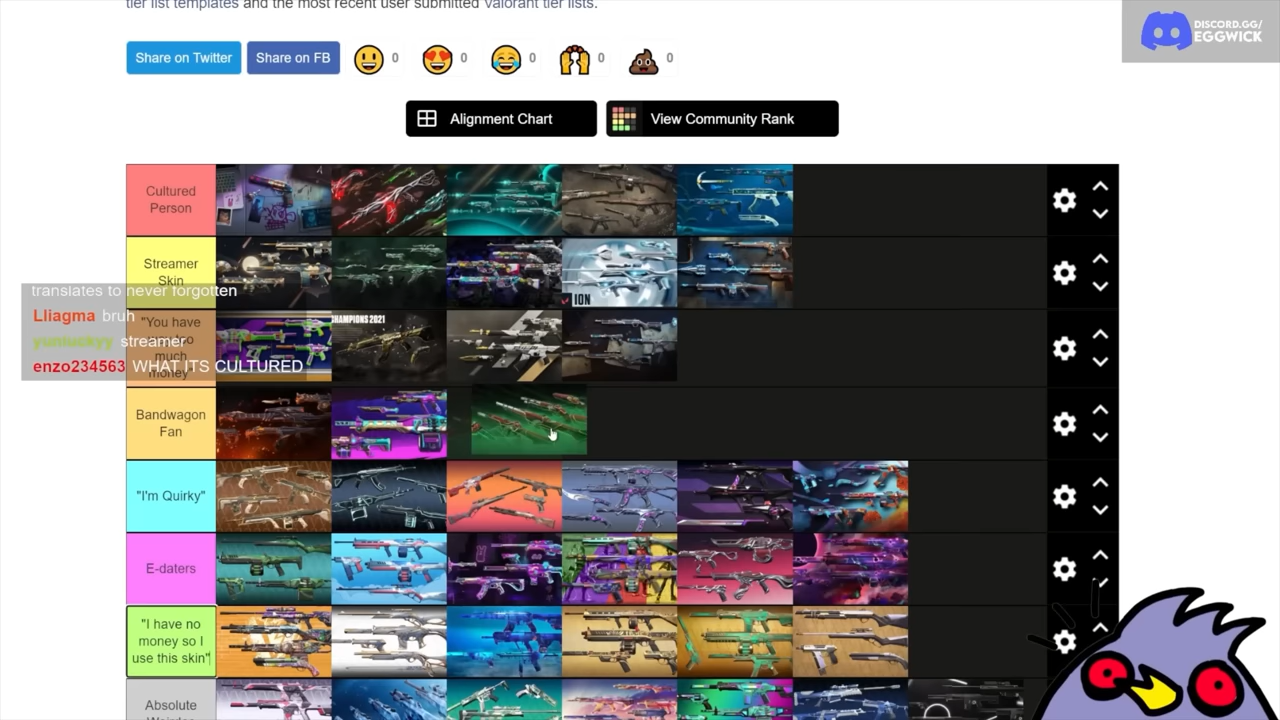 tier list templates and the most recent user submitted valorant tier lists.
DISCORD.GG/
EGGWICK
Share on Twitter
Share on FB
0
0
0
0
0
Alignment Chart
View Community Rank
Cultured
Person
Streamer
Skin
ION
translates to never forgotten
Lliagma bruh
streamer
enzo234563 WHAT ITS CULTURED
"You have
much
money"
CHAMPIONS 2021
Bandwagon
Fan
"I'm Quirky"
E-daters
"I have no
money so I
use this skin"
Absolute